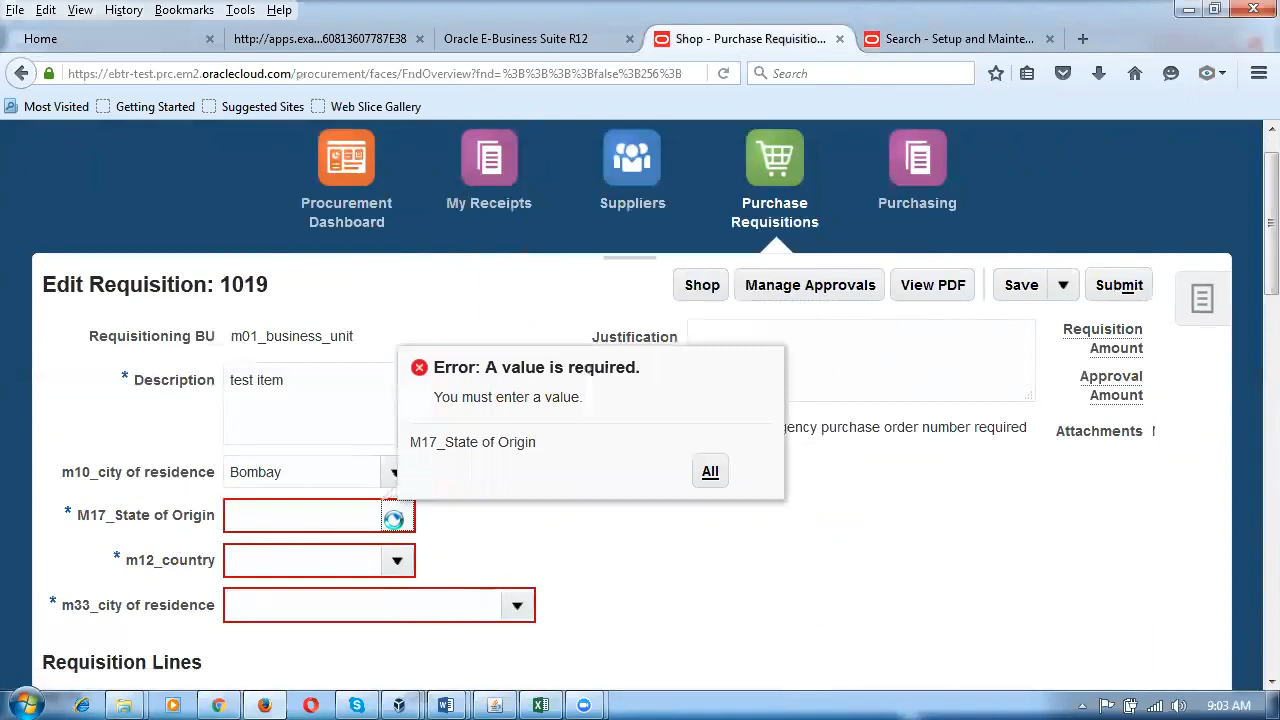 File Edit View History Bookmarks Tools Help
Home
http://apps.exa...60813607787E38
Oracle E-Business Suite R12
Shop - Purchase Requisitio...
Search - Setup and Mainte...
https://ebtr-test.prc.em2.oraclecloud.com/procurement/faces/FndOverview?fnd=%3B%3B%3B%3Bfalse%3B256%3B
Search
Most Visited Getting Started Suggested Sites Web Slice Gallery
Procurement
Dashboard
My Receipts
Suppliers
Purchase
Requisitions
Purchasing
Edit Requisition: 1019
Shop
Manage Approvals
View PDF
Save
Submit
Requisitioning BU m01_business_unit
* Description test item
m10_city of residence Bombay
* M17_State of Origin
* m12_country
* m33_city of residence
Justification
Error: A value is required.
You must enter a value.
M17_State of Origin
All
gency purchase order number required
Requisition
Amount
Approval
Amount
Attachments
Requisition Lines
9:03 AM